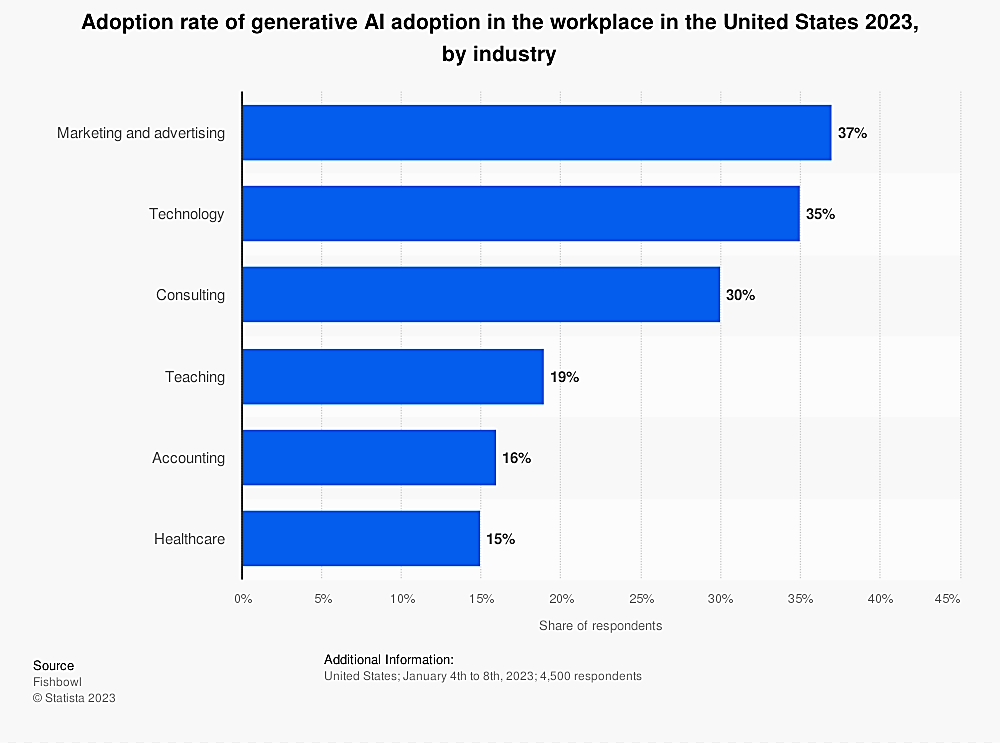 Adoption rate of generative AI adoption in the workplace in the United States 2023,
by industry
Marketing and advertising
37%
Technology
35%
Consulting
30%
Teaching
19%
Accounting
16%
Healthcare
15%
0% 5% 10% 15% 20% 25% 30% 35% 40% 45%
Share of respondents
Source
Fishbowl
© Statista 2023
Additional Information:
United States; January 4th to 8th, 2023; 4,500 respondents